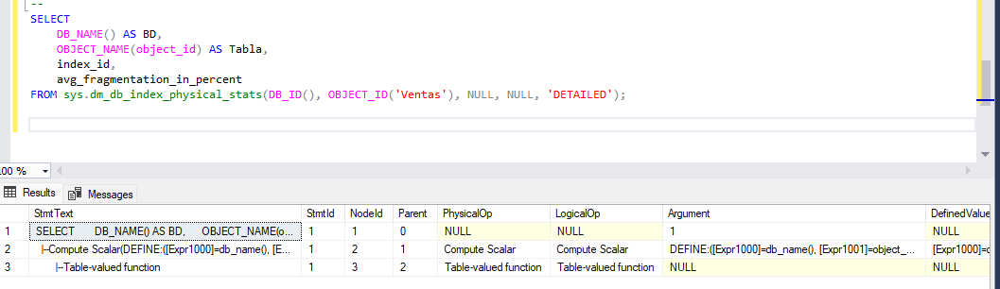 --
SELECT
DB_NAME() AS BD,
OBJECT_NAME(object_id) AS Tabla,
index_id,
avg_fragmentation_in_percent
FROM sys.dm_db_index_physical_stats(DB_ID(), OBJECT_ID('Ventas'), NULL, NULL, 'DETAILED');
100 %
Results Messages
StmtText StmtId NodeId Parent PhysicalOp LogicalOp Argument DefinedValue
1 SELECT DB_NAME() AS BD, OBJECT_NAME(o... 1 1 0 NULL NULL 1 NULL
2 |--Compute Scalar(DEFINE:([Expr1000]=db_name(), [E... 1 2 1 Compute Scalar Compute Scalar DEFINE:([Expr1000]=db_name(), [Expr1001]=object_... [Expr1000]=
3 |--Table-valued function 1 3 2 Table-valued function Table-valued function NULL NULL